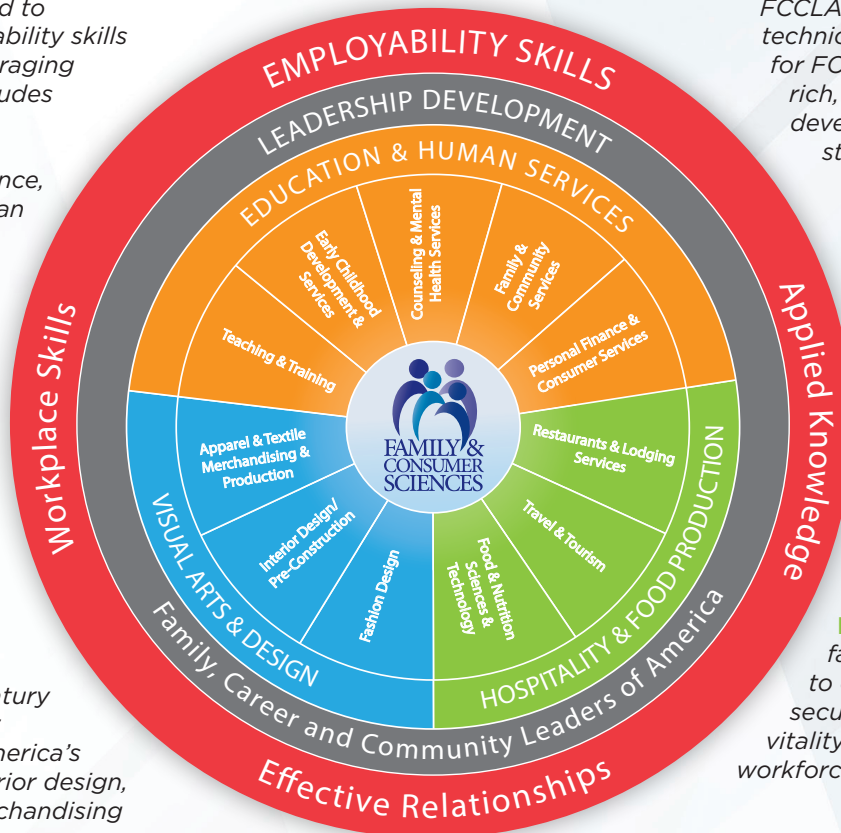 d to
ability skills
raging
udes
nce,
an
FCCLA
technic
for FC
rich,
deve
st
EMPLOYABILITY SKILLS
LEADERSHIP DEVELOPMENT
EDUCATION & HUMAN SERVICES
Teaching & Training
Early Childhood
Development &
Services
Counseling & Mental
Health Services
Family &
Community
Services
Personal Finance &
Consumer Services
Workplace Skills
Applied Knowledge
FAMILY &
CONSUMER
SCIENCES
Apparel & Textile
Merchandising &
Production
Interior Design/
Pre-Construction
Fashion Design
VISUAL ARTS & DESIGN
Restaurants & Lodging
Services
Travel & Tourism
Food & Nutrition
Sciences &
Technology
HOSPITALITY & FOOD PRODUCTION
Family, Career and Community Leaders of America
Effective Relationships
tury
merica's
rior design,
rchandising
fa
to
secu
vitality
workforc